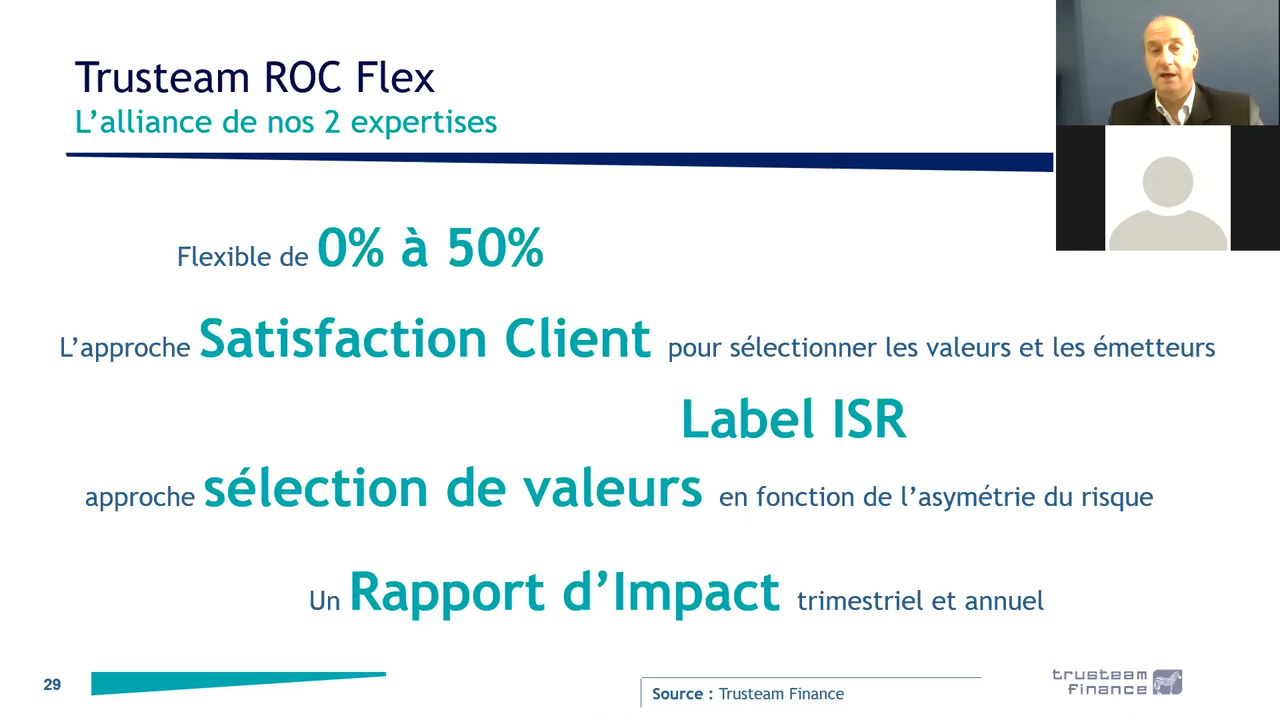 Trusteam ROC Flex
L’alliance de nos 2 expertises
Flexible de 0% à 50%
L’approche Satisfaction Client pour sélectionner les valeurs et les émetteurs
Label ISR
approche sélection de valeurs en fonction de l’asymétrie du risque
Un Rapport d’Impact trimestriel et annuel
29
Source : Trusteam Finance
trusteam
finance